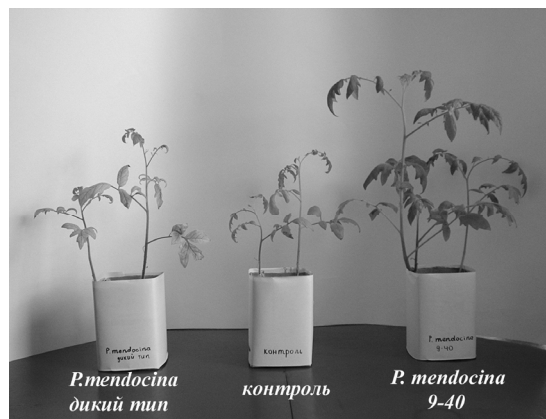 P. mendocina
дикий тип
контроль
P. mendocina
9-40
P.mendocina
дикий тип
контроль
P. mendocina
9-40